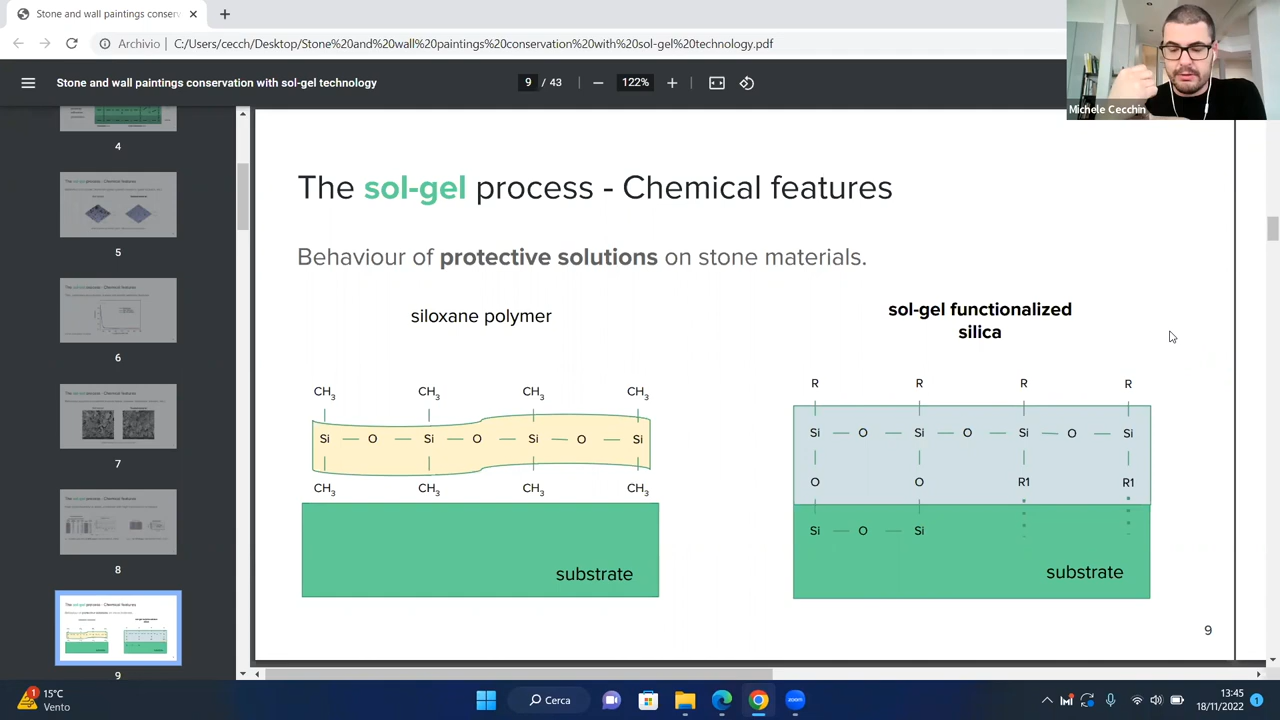 Stone and wall paintings conserv
Archivio
C:/Users/cecch/Desktop/Stone%20and%20wall%20paintings%20conservation%20with%20sol-gel%20technology.pdf
Stone and wall paintings conservation with sol-gel technology
9 / 43
122%
Michele Cecchin
4
5
6
7
8
9
The sol-gel process - Chemical features
Behaviour of protective solutions on stone materials.
siloxane polymer
CH3 CH3 CH3 CH3
Si — O — Si — O — Si — O — Si
CH3 CH3 CH3 CH3
substrate
sol-gel functionalized
silica
R R R R
Si — O — Si — O — Si — O — Si
O O R1 R1
Si — O — Si
substrate
9
1
15°C
Vento
Cerca
zoom
13:45
18/11/2022
1